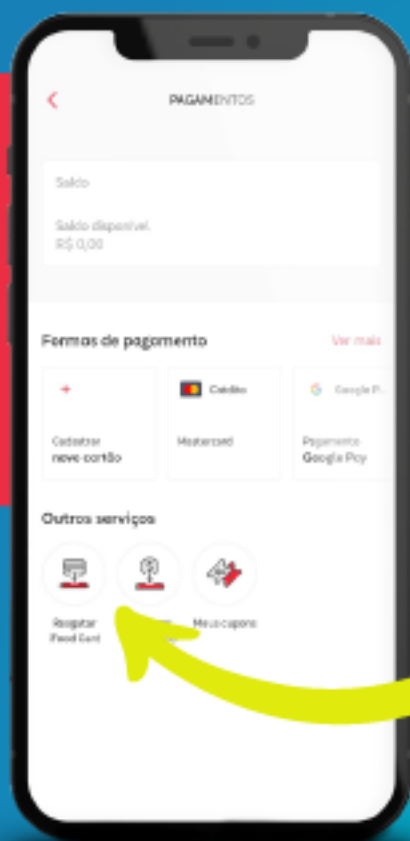 PAGAMENTOS
Saldo
Saldo disponível
R$ 0,00
Formas de pagamento
Ver mais
+
Crédito
Google P...
Cadastrar
novo cartão
Mastercard
Pagamento
Google Pay
Outros serviços
Resgatar
Food Card
Meus cupons